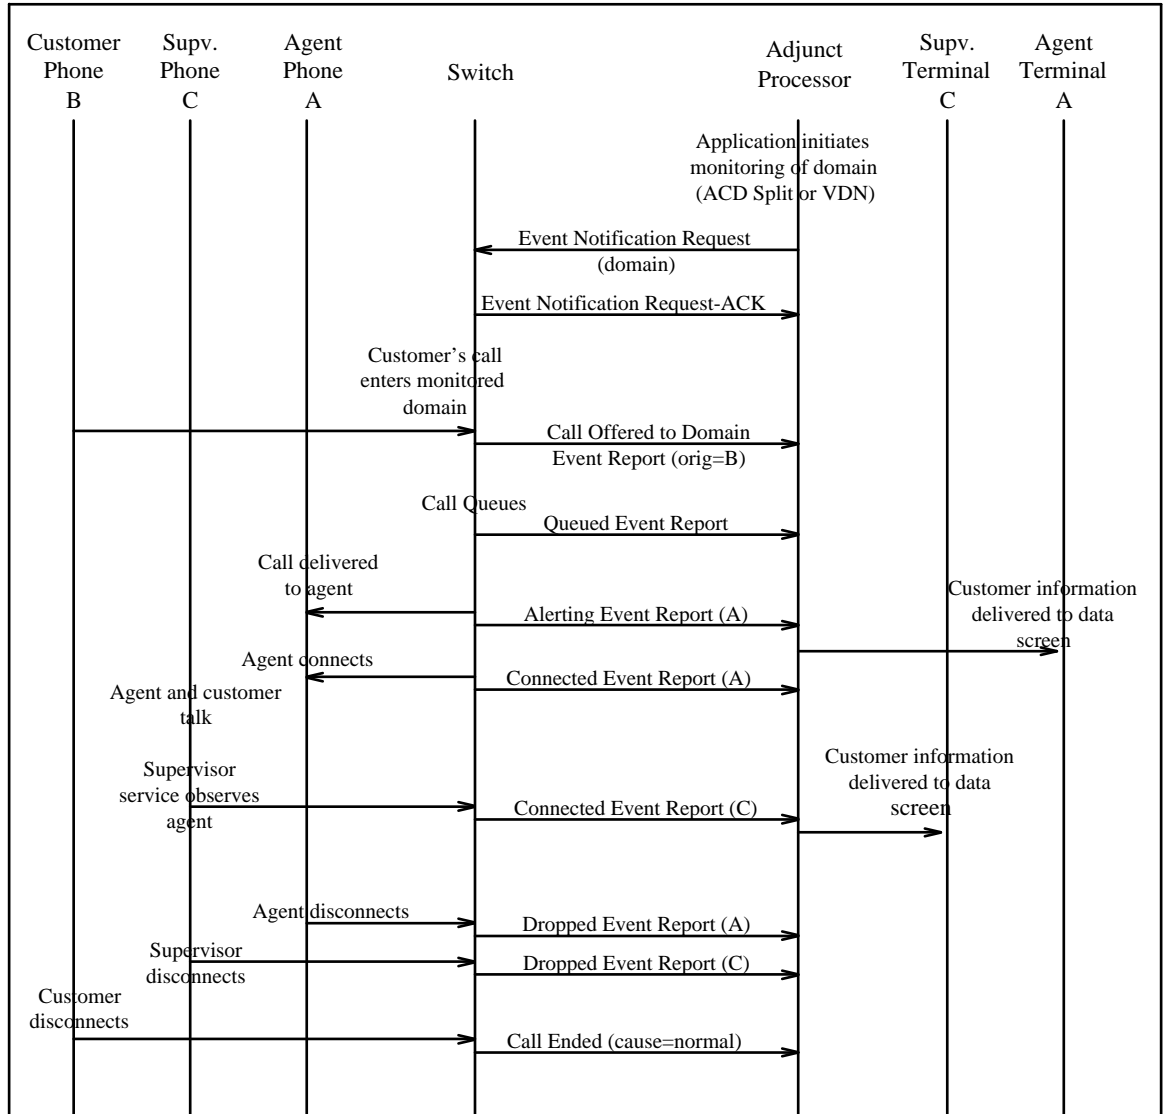 Customer
Phone
B
Supv.
Phone
C
Agent
Phone
A
Switch
Adjunct
Processor
Supv.
Terminal
C
Agent
Terminal
A
Application initiates
monitoring of domain
(ACD Split or VDN)
Event Notification Request
(domain)
Event Notification Request-ACK
Customer’s call
enters monitored
domain
Call Offered to Domain
Event Report (orig=B)
Call Queues
Queued Event Report
Call delivered
to agent
Alerting Event Report (A)
Customer information
delivered to data
screen
Agent connects
Connected Event Report (A)
Agent and customer
talk
Supervisor
service observes
agent
Connected Event Report (C)
Customer information
delivered to data
screen
Agent disconnects
Dropped Event Report (A)
Supervisor
disconnects
Dropped Event Report (C)
Customer
disconnects
Call Ended (cause=normal)